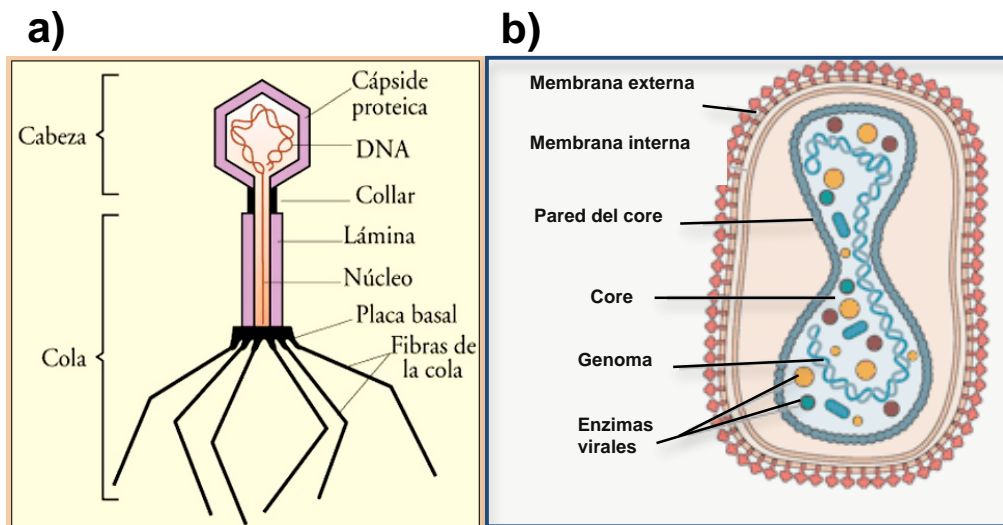 a)
Cabeza
Cola
Cápside
proteica
DNA
Collar
Lámina
Núcleo
Placa basal
Fibras de
la cola
b)
Membrana externa
Membrana interna
Pared del core
Core
Genoma
Enzimas
virales